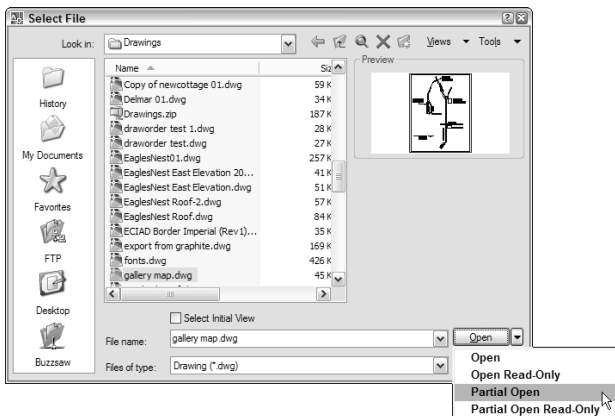 Select File
Look in: Drawings Views Tools
Name Siz
Copy of newcottage 01.dwg 59 K
Delmar 01.dwg 34 K
Drawings.zip 187 K
draworder test 1.dwg 28 K
draworder test.dwg 27 K
EaglesNest01.dwg 257 K
EaglesNest East Elevation 20... 41 K
EaglesNest East Elevation.dwg 51 K
EaglesNest Roof-2.dwg 57 K
EaglesNest Roof.dwg 84 K
ECIAD Border Imperial (Rev1)... 35 K
export from graphite.dwg 169 K
fonts.dwg 426 K
gallery map.dwg 45 K
Preview
History
My Documents
Favorites
FTP
Desktop
Buzzsaw
Select Initial View
File name: gallery map.dwg Open
Files of type: Drawing (*.dwg)
Open
Open Read-Only
Partial Open
Partial Open Read-Only